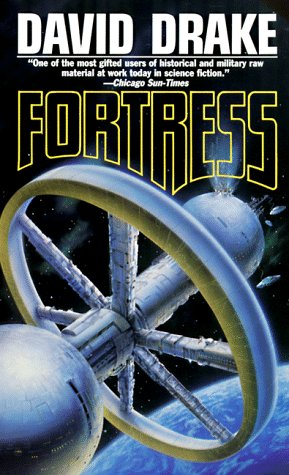 DAVID DRAKE
"One of the most gifted users of historical and military raw
material at work today in science fiction."
—Chicago Sun-Times
FORTRESS